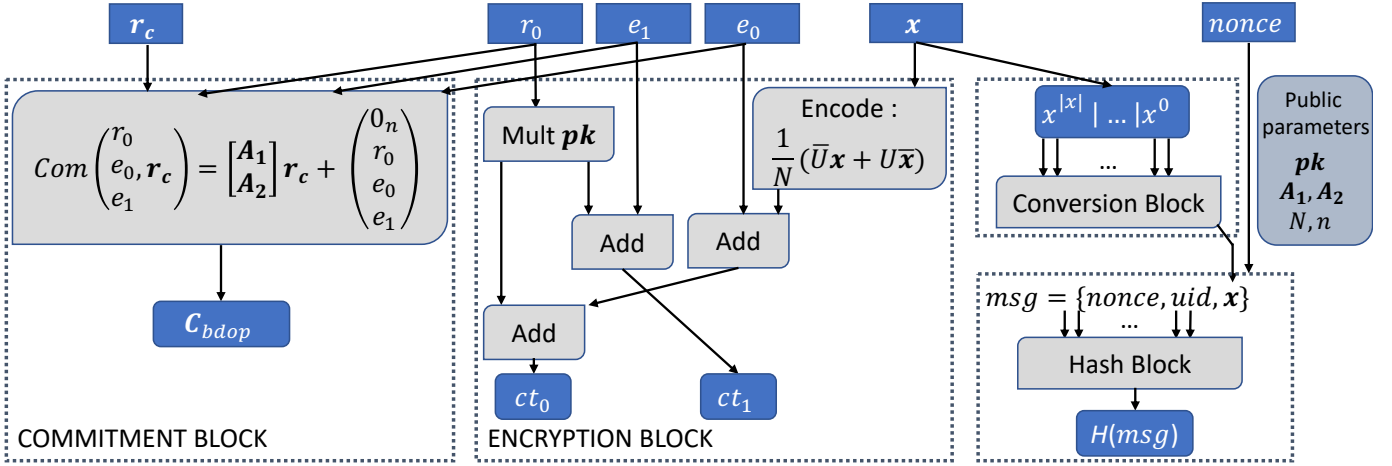 r_c r_0 e_1 e_0 x nonce
Com (r_0 e_0, r_c e_1) = [A_1 A_2] r_c + (0_n r_0 e_0 e_1)
C_bdop
COMMITMENT BLOCK
Mult pk
Encode :
1/N (U̅x + Ux̅)
Add Add
Add
ct_0 ct_1
ENCRYPTION BLOCK
x^|x| | ... |x^0
...
Conversion Block
msg = {nonce, uid, x}
...
Hash Block
H(msg)
Public
parameters
pk
A_1, A_2
N, n